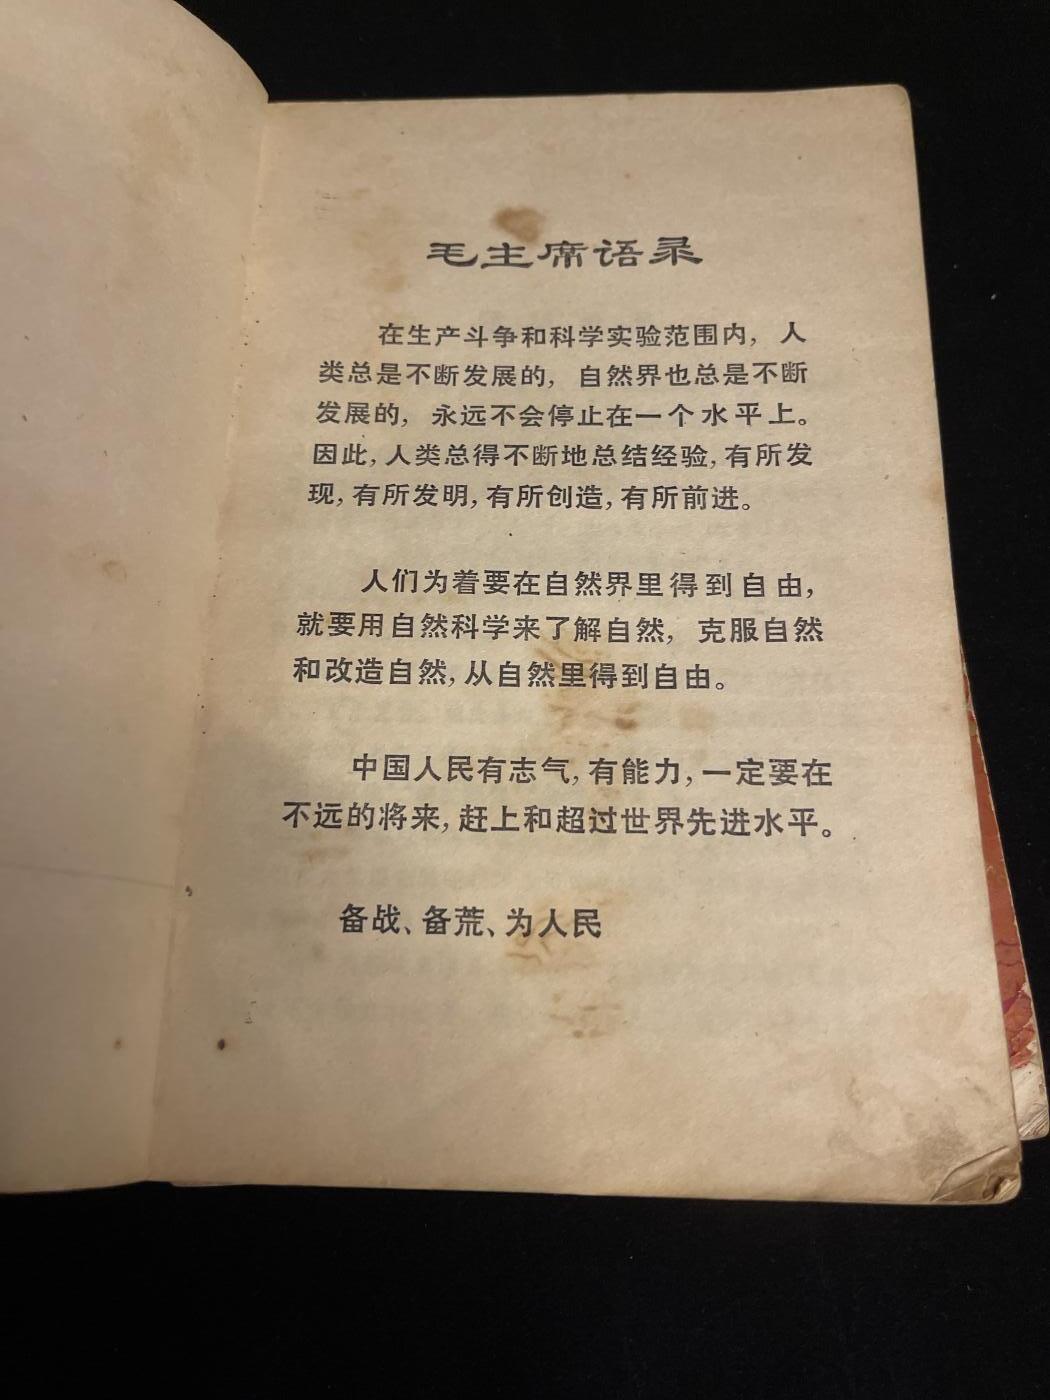 毛主席语录
在生产斗争和科学实验范围内，人
类总是不断发展的，自然界也总是不断
发展的，永远不会停止在一个水平上。
因此，人类总得不断地总结经验，有所发
现，有所发明，有所创造，有所前进。
人们为着要在自然界里得到自由，
就要用自然科学来了解自然，克服自然
和改造自然，从自然里得到自由。
中国人民有志气，有能力，一定要在
不远的将来，赶上和超过世界先进水平。
备战、备荒、为人民